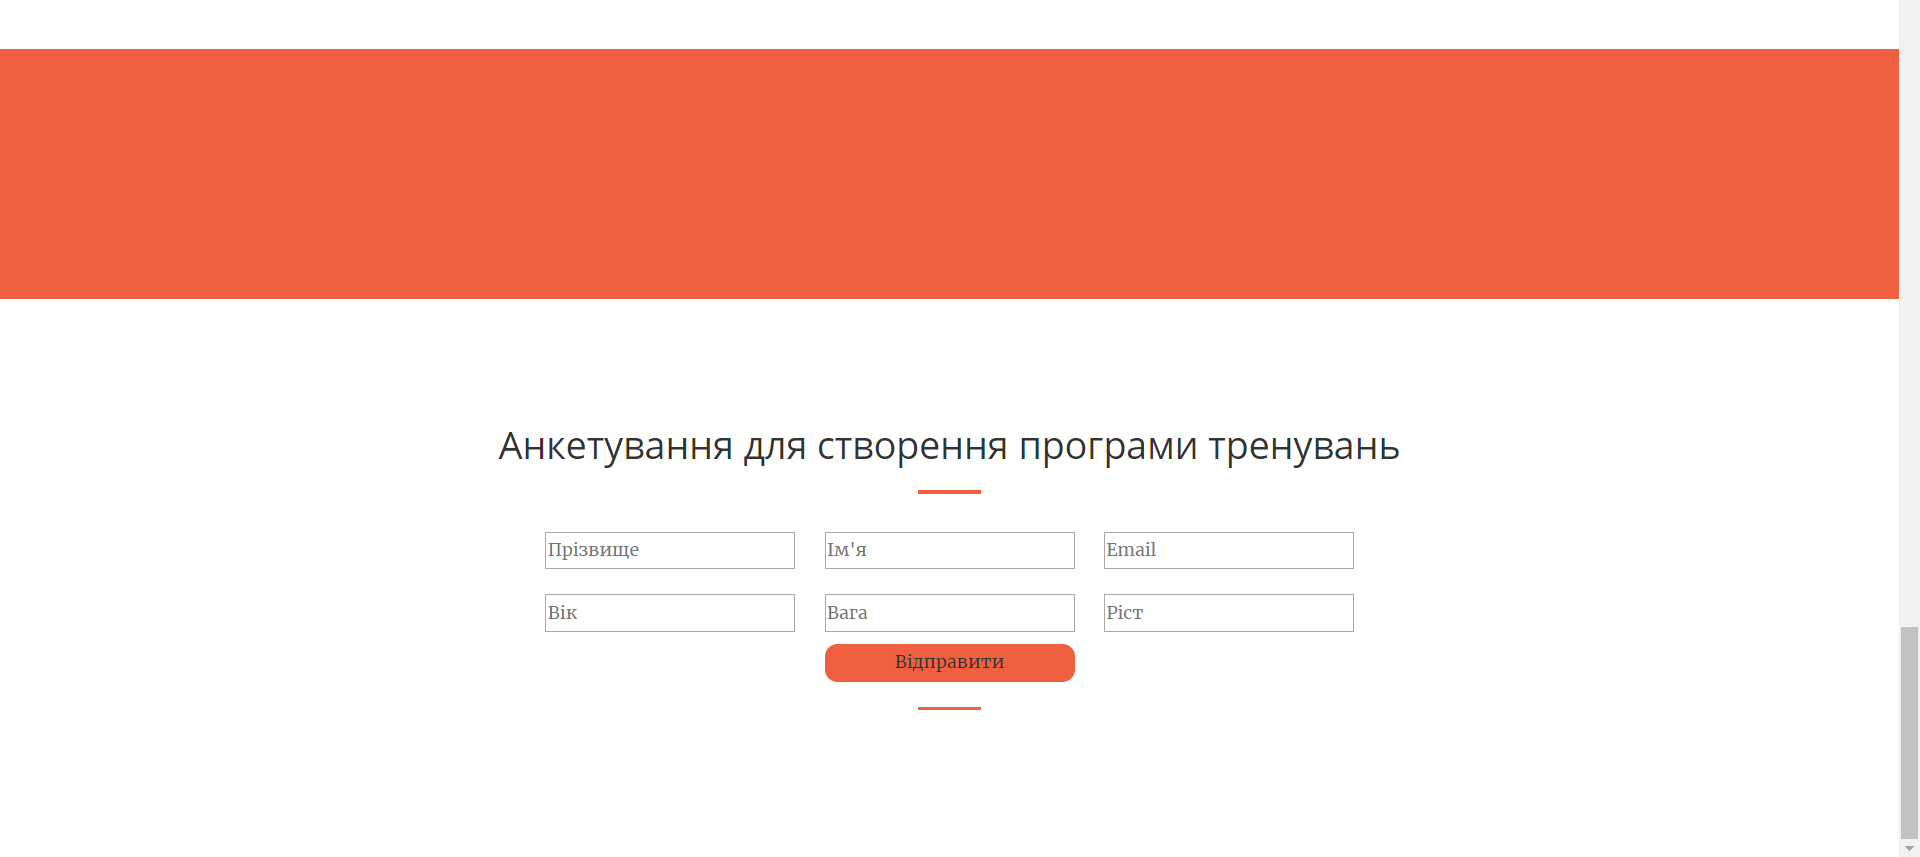 Анкетування для створення програми тренувань
Прізвище Ім'я Email
Вік Вага Ріст
Відправити